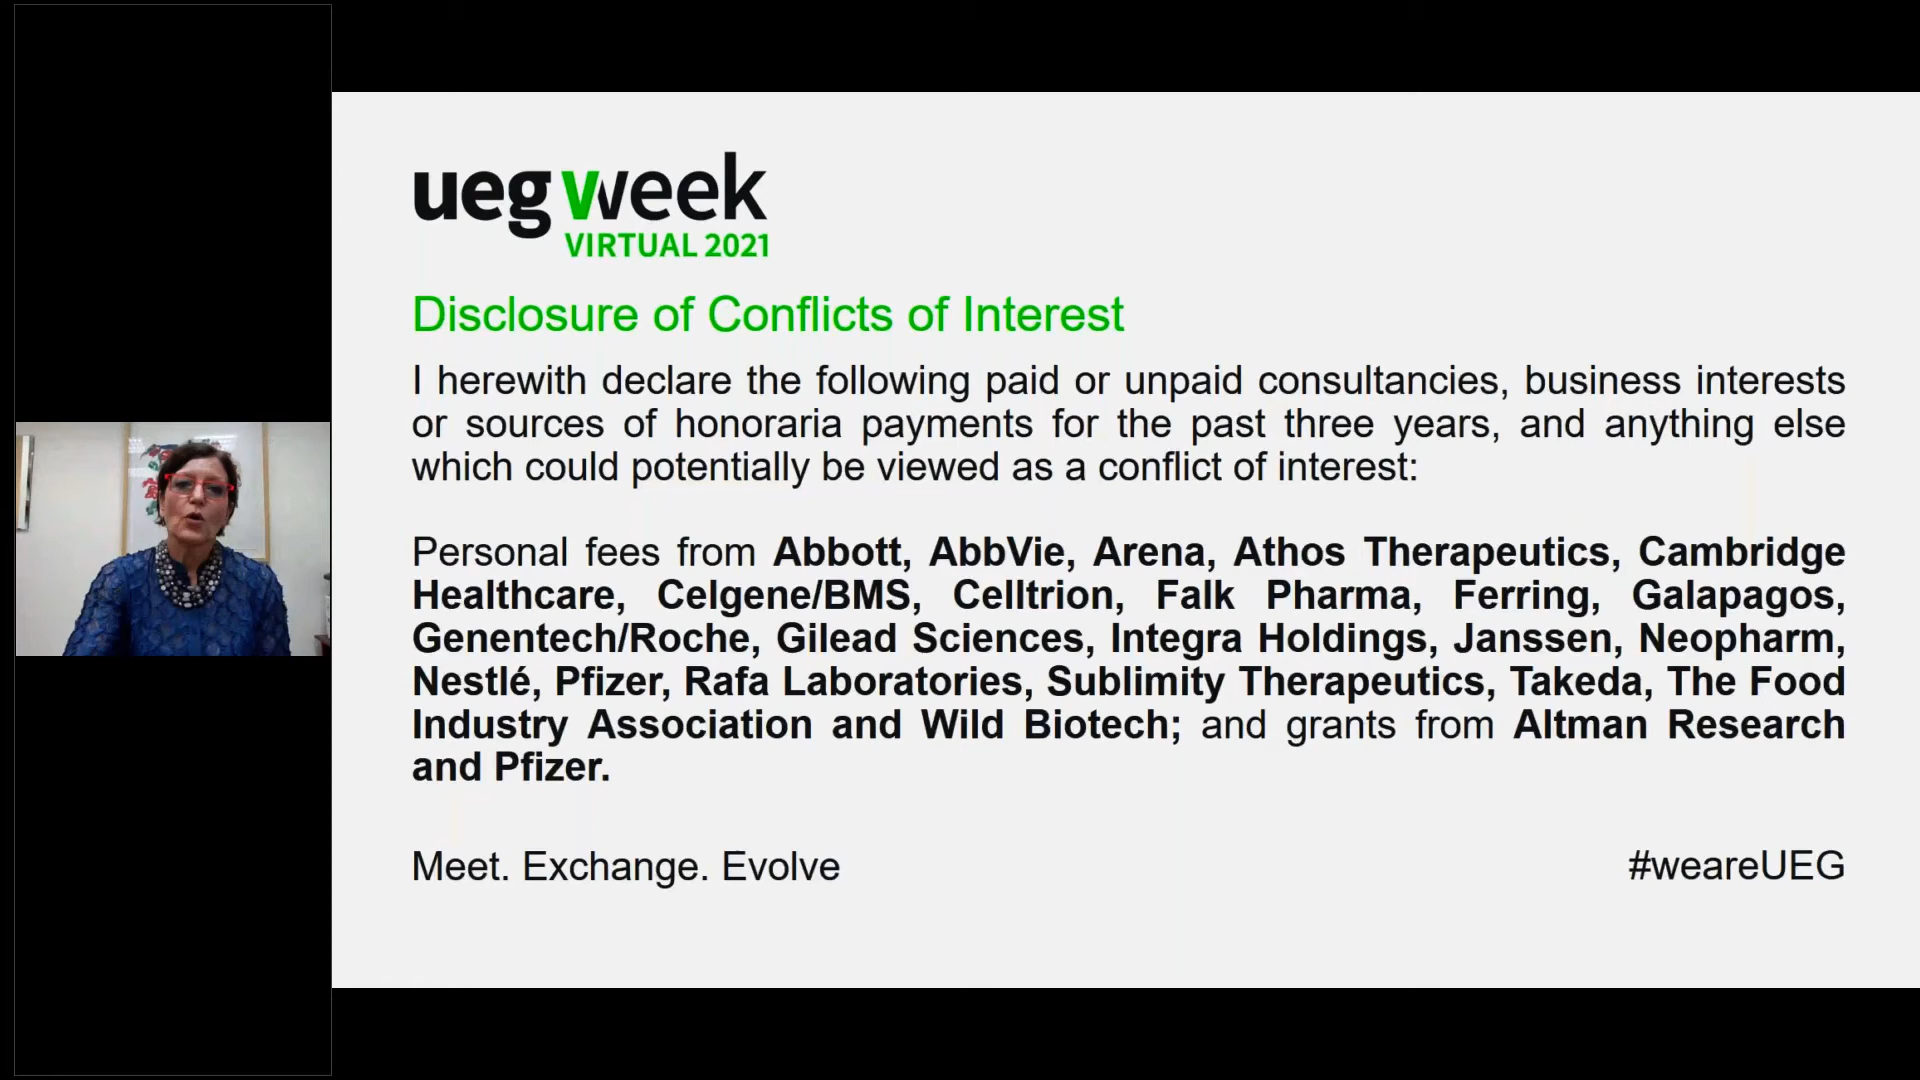 ueg week
VIRTUAL 2021
Disclosure of Conflicts of Interest
I herewith declare the following paid or unpaid consultancies, business interests
or sources of honoraria payments for the past three years, and anything else
which could potentially be viewed as a conflict of interest:
Personal fees from Abbott, AbbVie, Arena, Athos Therapeutics, Cambridge
Healthcare, Celgene/BMS, Celltrion, Falk Pharma, Ferring, Galapagos,
Genentech/Roche, Gilead Sciences, Integra Holdings, Janssen, Neopharm,
Nestlé, Pfizer, Rafa Laboratories, Sublimity Therapeutics, Takeda, The Food
Industry Association and Wild Biotech; and grants from Altman Research
and Pfizer.
Meet. Exchange. Evolve
#weareUEG